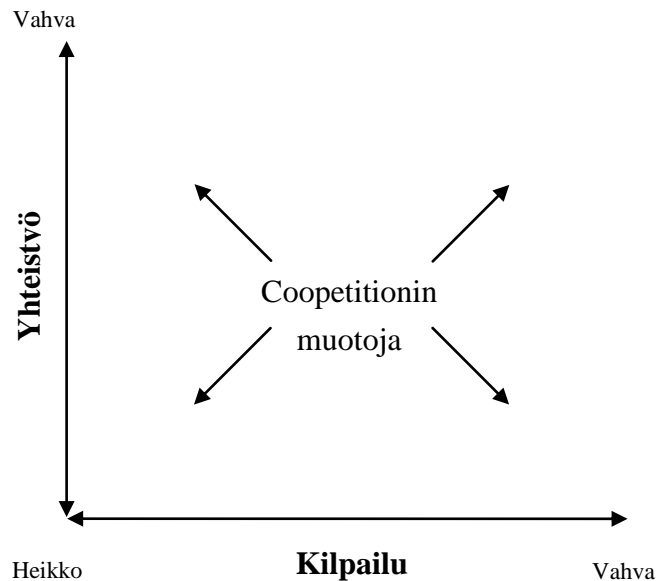 Vahva
Yhteistyö
Coopetitionin
muotoja
Heikko
Kilpailu
Vahva